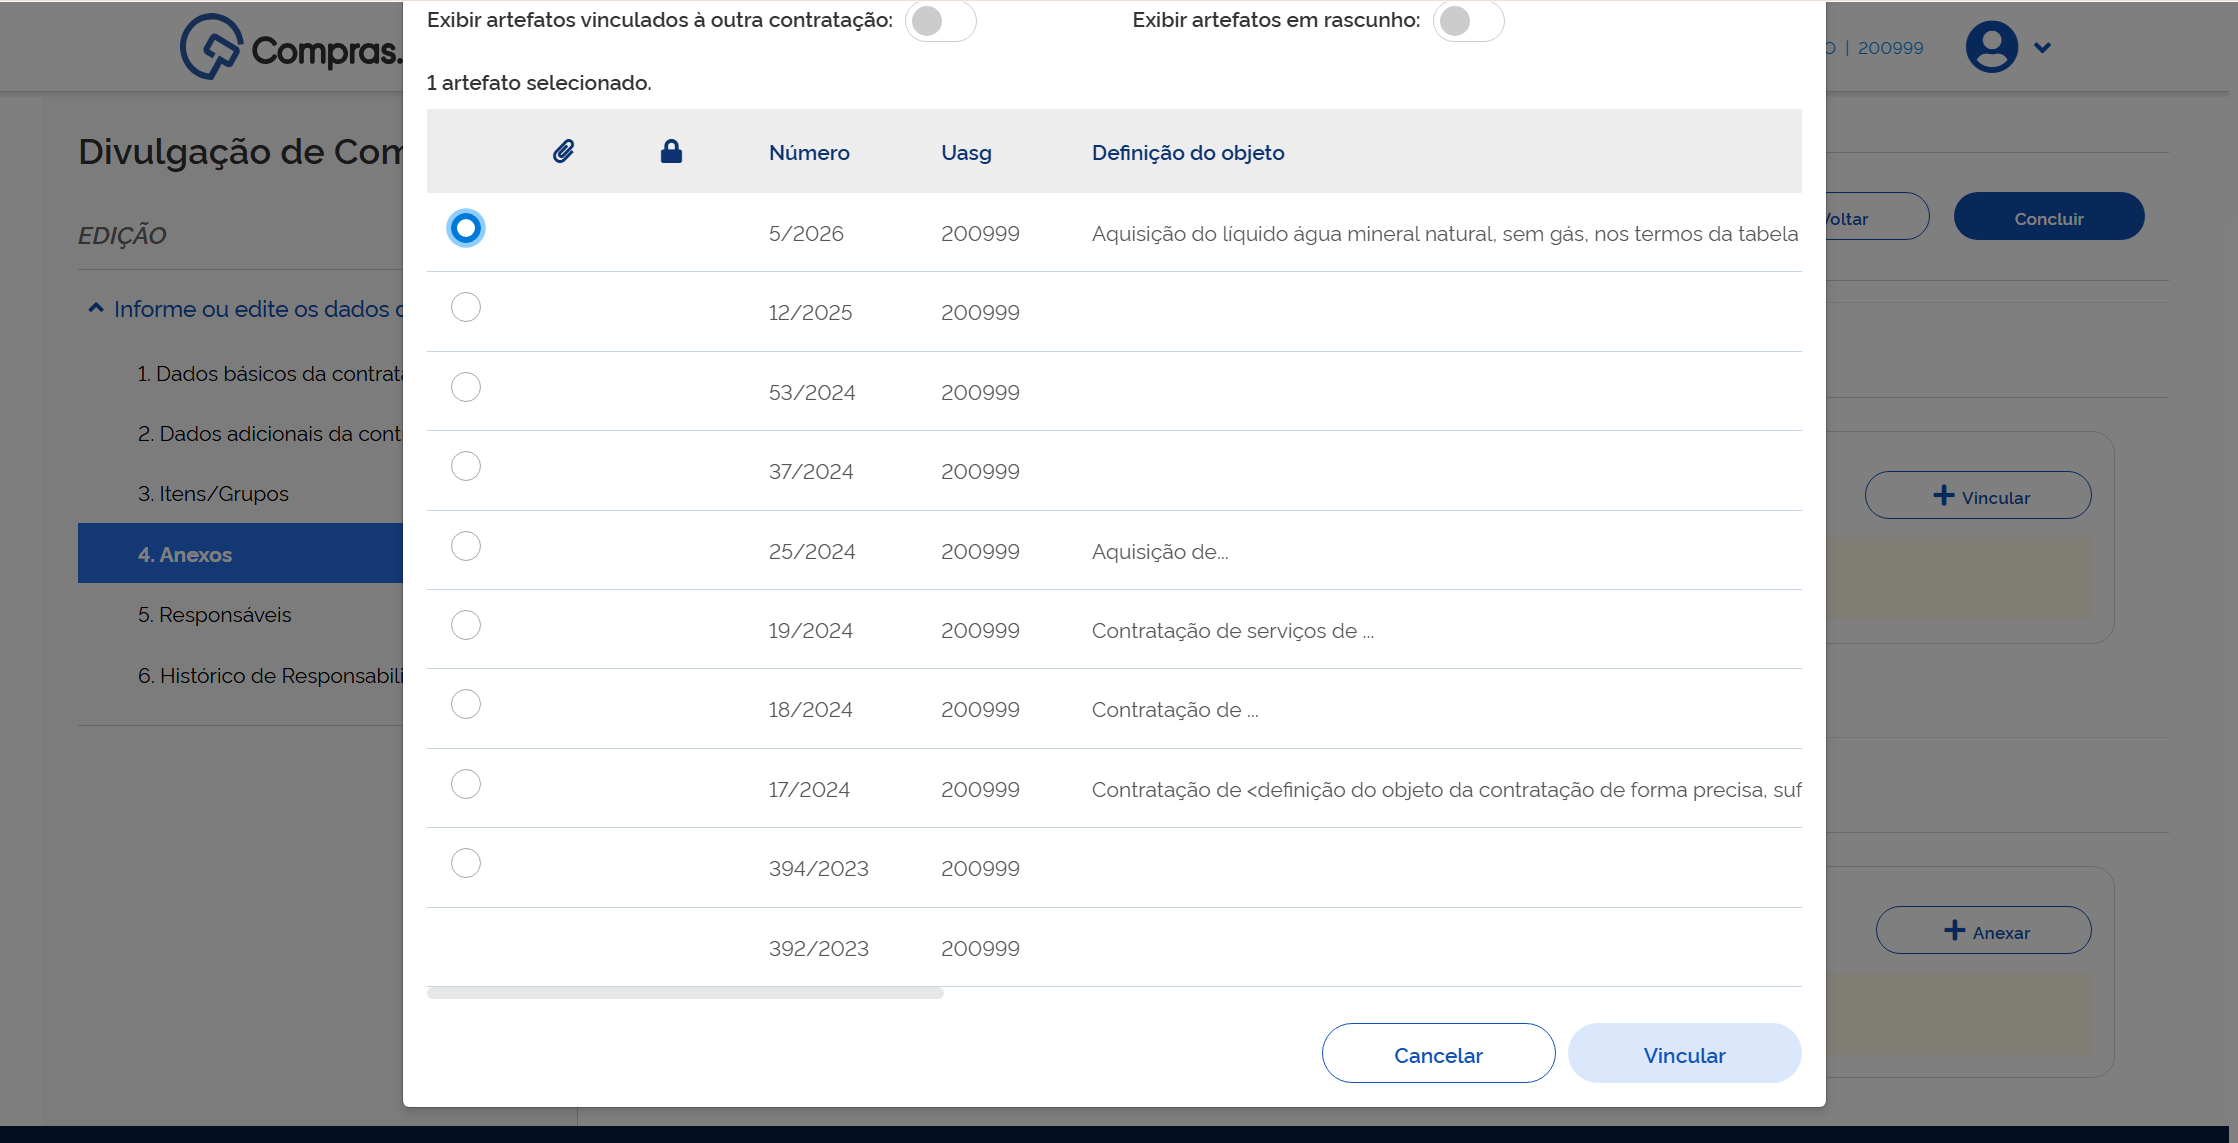 Exibir artefatos vinculados à outra contratação:
Exibir artefatos em rascunho:
Compras.
| 200999
1 artefato selecionado.
Número Uasg Definição do objeto
5/2026 200999 Aquisição do líquido água mineral natural, sem gás, nos termos da tabela
12/2025 200999
53/2024 200999
37/2024 200999
25/2024 200999 Aquisição de...
19/2024 200999 Contratação de serviços de ...
18/2024 200999 Contratação de ...
17/2024 200999 Contratação de <definição do objeto da contratação de forma precisa, suf
394/2023 200999
392/2023 200999
Cancelar
Vincular
Divulgação de Com
EDIÇÃO
Informe ou edite os dados
1. Dados básicos da contrat
2. Dados adicionais da cont
3. Itens/Grupos
4. Anexos
5. Responsáveis
6. Histórico de Responsabili
Voltar
Concluir
Vincular
Anexar